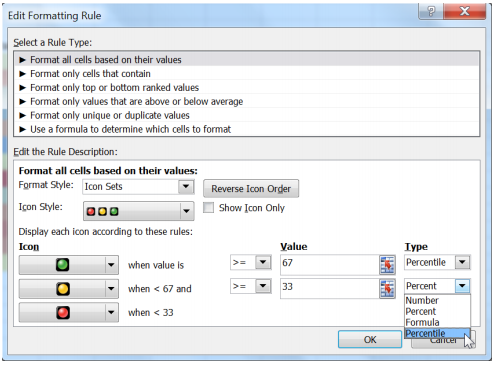 Edit Formatting Rule
Select a Rule Type:
► Format all cells based on their values
► Format only cells that contain
► Format only top or bottom ranked values
► Format only values that are above or below average
► Format only unique or duplicate values
► Use a formula to determine which cells to format
Edit the Rule Description:
Format all cells based on their values:
Format Style: Icon Sets Reverse Icon Order
Icon Style: Show Icon Only
Display each icon according to these rules:
Icon Value Type
when value is >= 67 Percentile
when < 67 and >= 33 Percent
when < 33
Number
Percent
Formula
Percentile
OK Cancel